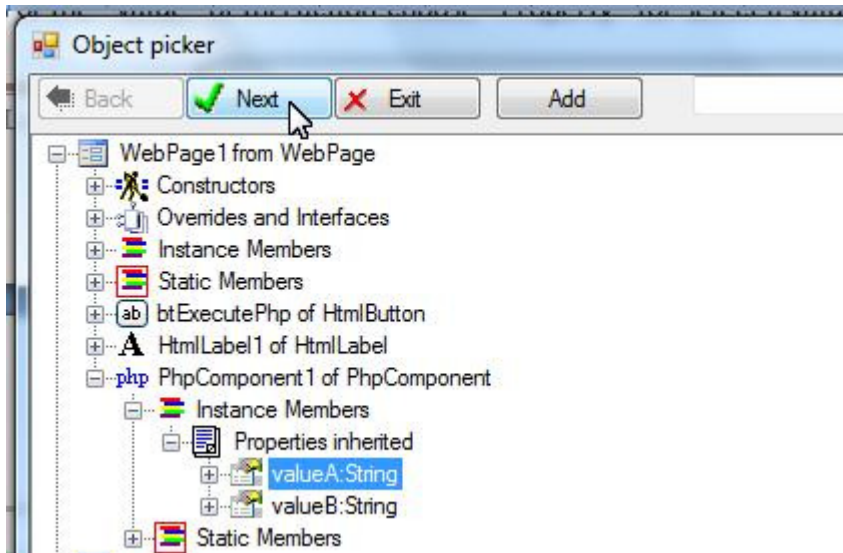 Object picker
Back Next Exit Add
WebPage1 from WebPage
Constructors
Overrides and Interfaces
Instance Members
Static Members
ab btExecutePhp of HtmlButton
A HtmlLabel1 of HtmlLabel
php PhpComponent1 of PhpComponent
Instance Members
Properties inherited
valueA:String
valueB:String
Static Members